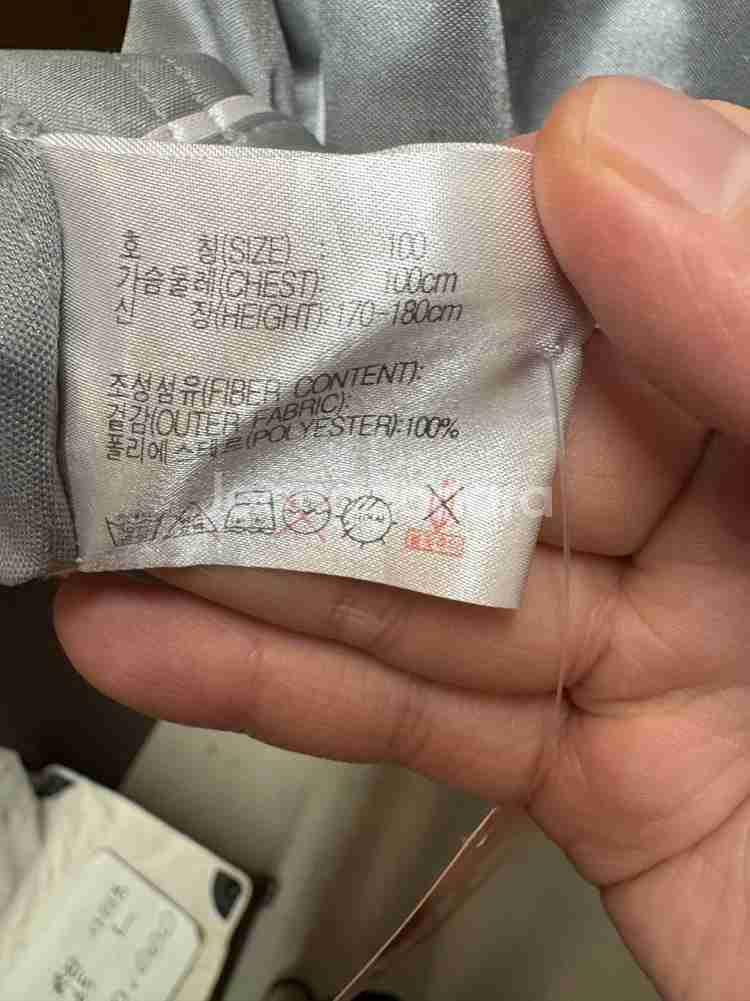 호 칭(SIZE) : 100
가슴둘레(CHEST): 100cm
신 장(HEIGHT): 170-180cm
조성섬유(FIBER CONTENT):
겉감(OUTER FABRIC):
폴리에스테르(POLYESTER):100%